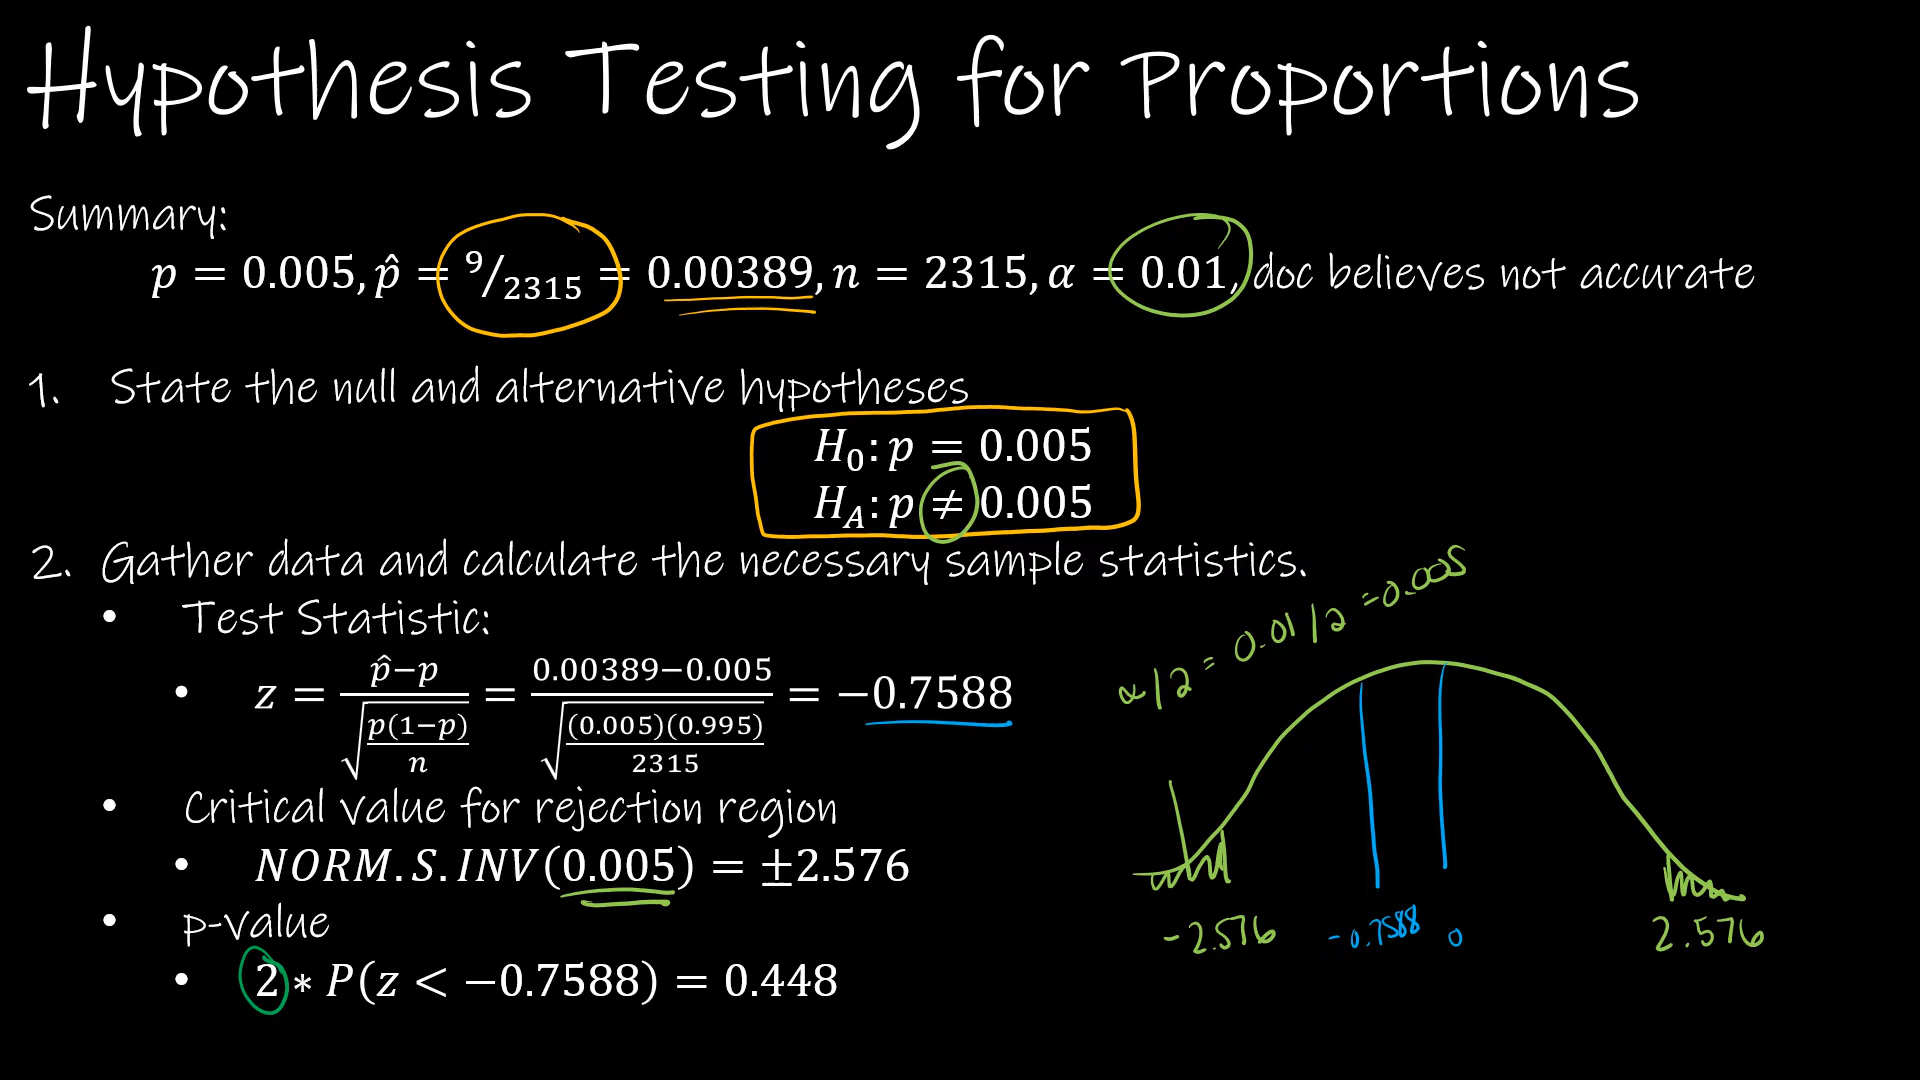 Hypothesis Testing for Proportions
Summary:
p = 0.005, p̂ = 9/2315 = 0.00389, n = 2315, α = 0.01, doc believes not accurate
1. State the null and alternative hypotheses
H₀: p = 0.005
H_A: p ≠ 0.005
2. Gather data and calculate the necessary sample statistics.
α/2 = 0.01/2 = 0.005
• Test Statistic:
• z = (p̂−p)/√(p(1−p)/n) = (0.00389−0.005)/√((0.005)(0.995)/2315) = −0.7588
• Critical value for rejection region
• NORM.S.INV(0.005) = ±2.576
• p-value
-2.576 -0.7588 0 2.576
• 2 * P(z < −0.7588) = 0.448